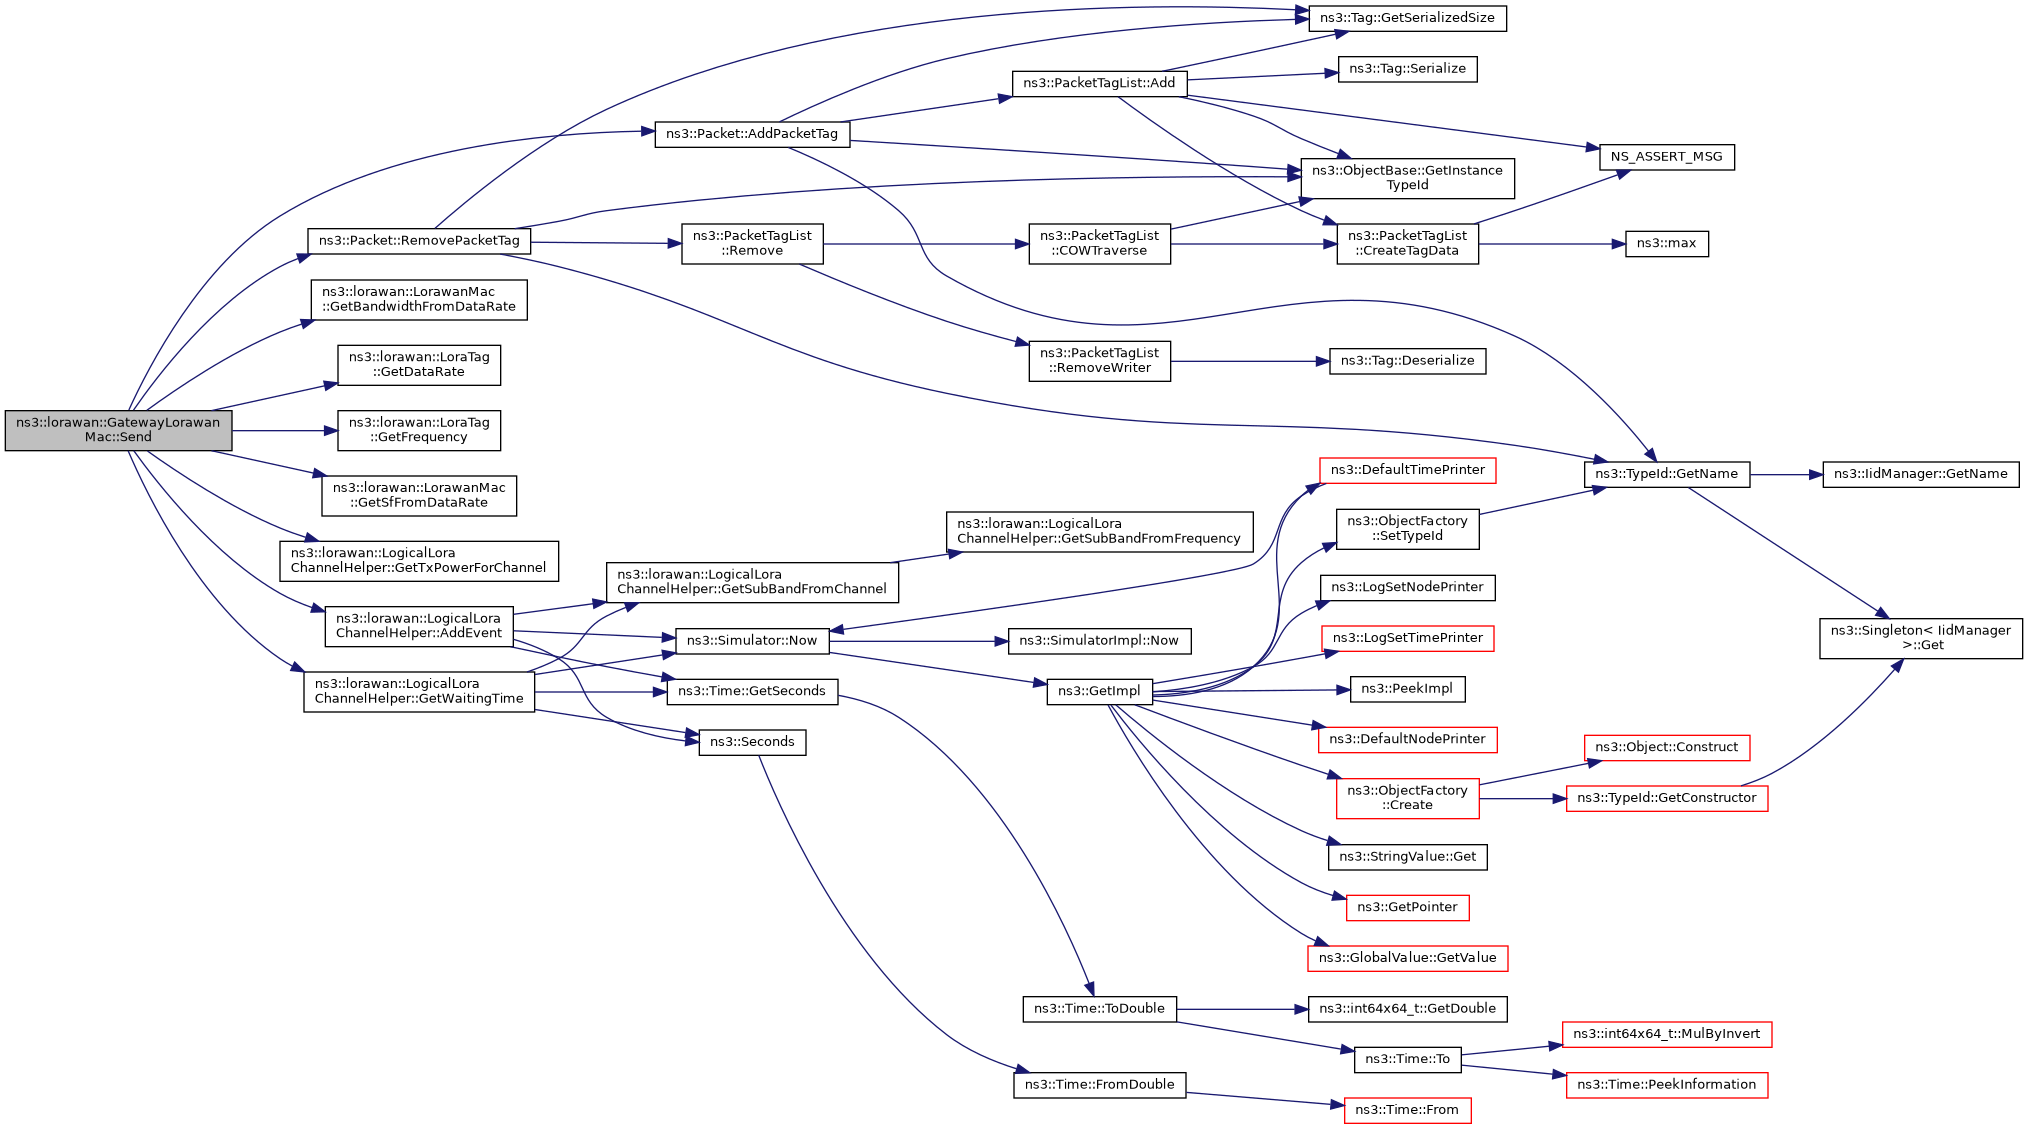 ns3::lorawan::GatewayLorawan
Mac::Send
ns3::Packet::AddPacketTag
ns3::Packet::RemovePacketTag
ns3::lorawan::LorawanMac
::GetBandwidthFromDataRate
ns3::lorawan::LoraTag
::GetDataRate
ns3::lorawan::LoraTag
::GetFrequency
ns3::lorawan::LorawanMac
::GetSfFromDataRate
ns3::lorawan::LogicalLora
ChannelHelper::GetTxPowerForChannel
ns3::lorawan::LogicalLora
ChannelHelper::AddEvent
ns3::lorawan::LogicalLora
ChannelHelper::GetWaitingTime
ns3::PacketTagList
::Remove
ns3::lorawan::LogicalLora
ChannelHelper::GetSubBandFromChannel
ns3::Simulator::Now
ns3::Time::GetSeconds
ns3::Seconds
ns3::PacketTagList::Add
ns3::PacketTagList
::COWTraverse
ns3::PacketTagList
::RemoveWriter
ns3::lorawan::LogicalLora
ChannelHelper::GetSubBandFromFrequency
ns3::SimulatorImpl::Now
ns3::GetImpl
ns3::Time::ToDouble
ns3::Time::FromDouble
ns3::Tag::GetSerializedSize
ns3::Tag::Serialize
ns3::ObjectBase::GetInstance
TypeId
ns3::PacketTagList
::CreateTagData
ns3::Tag::Deserialize
ns3::DefaultTimePrinter
ns3::ObjectFactory
::SetTypeId
ns3::LogSetNodePrinter
ns3::LogSetTimePrinter
ns3::PeekImpl
ns3::DefaultNodePrinter
ns3::ObjectFactory
::Create
ns3::StringValue::Get
ns3::GetPointer
ns3::GlobalValue::GetValue
ns3::int64x64_t::GetDouble
ns3::Time::To
ns3::Time::From
NS_ASSERT_MSG
ns3::max
ns3::TypeId::GetName
ns3::Object::Construct
ns3::TypeId::GetConstructor
ns3::int64x64_t::MulByInvert
ns3::Time::PeekInformation
ns3::IidManager::GetName
ns3::Singleton< IidManager
>::Get